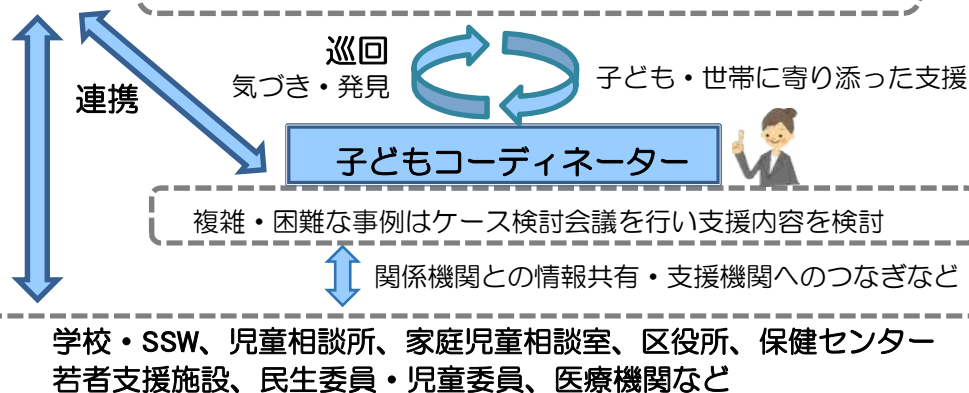 巡回
気づき・発見
子ども・世帯に寄り添った支援
連携
子どもコーディネーター
複雑・困難な事例はケース検討会議を行い支援内容を検討
関係機関との情報共有・支援機関へのつなぎなど
学校・SSW、児童相談所、家庭児童相談室、区役所、保健センター
若者支援施設、民生委員・児童委員、医療機関など